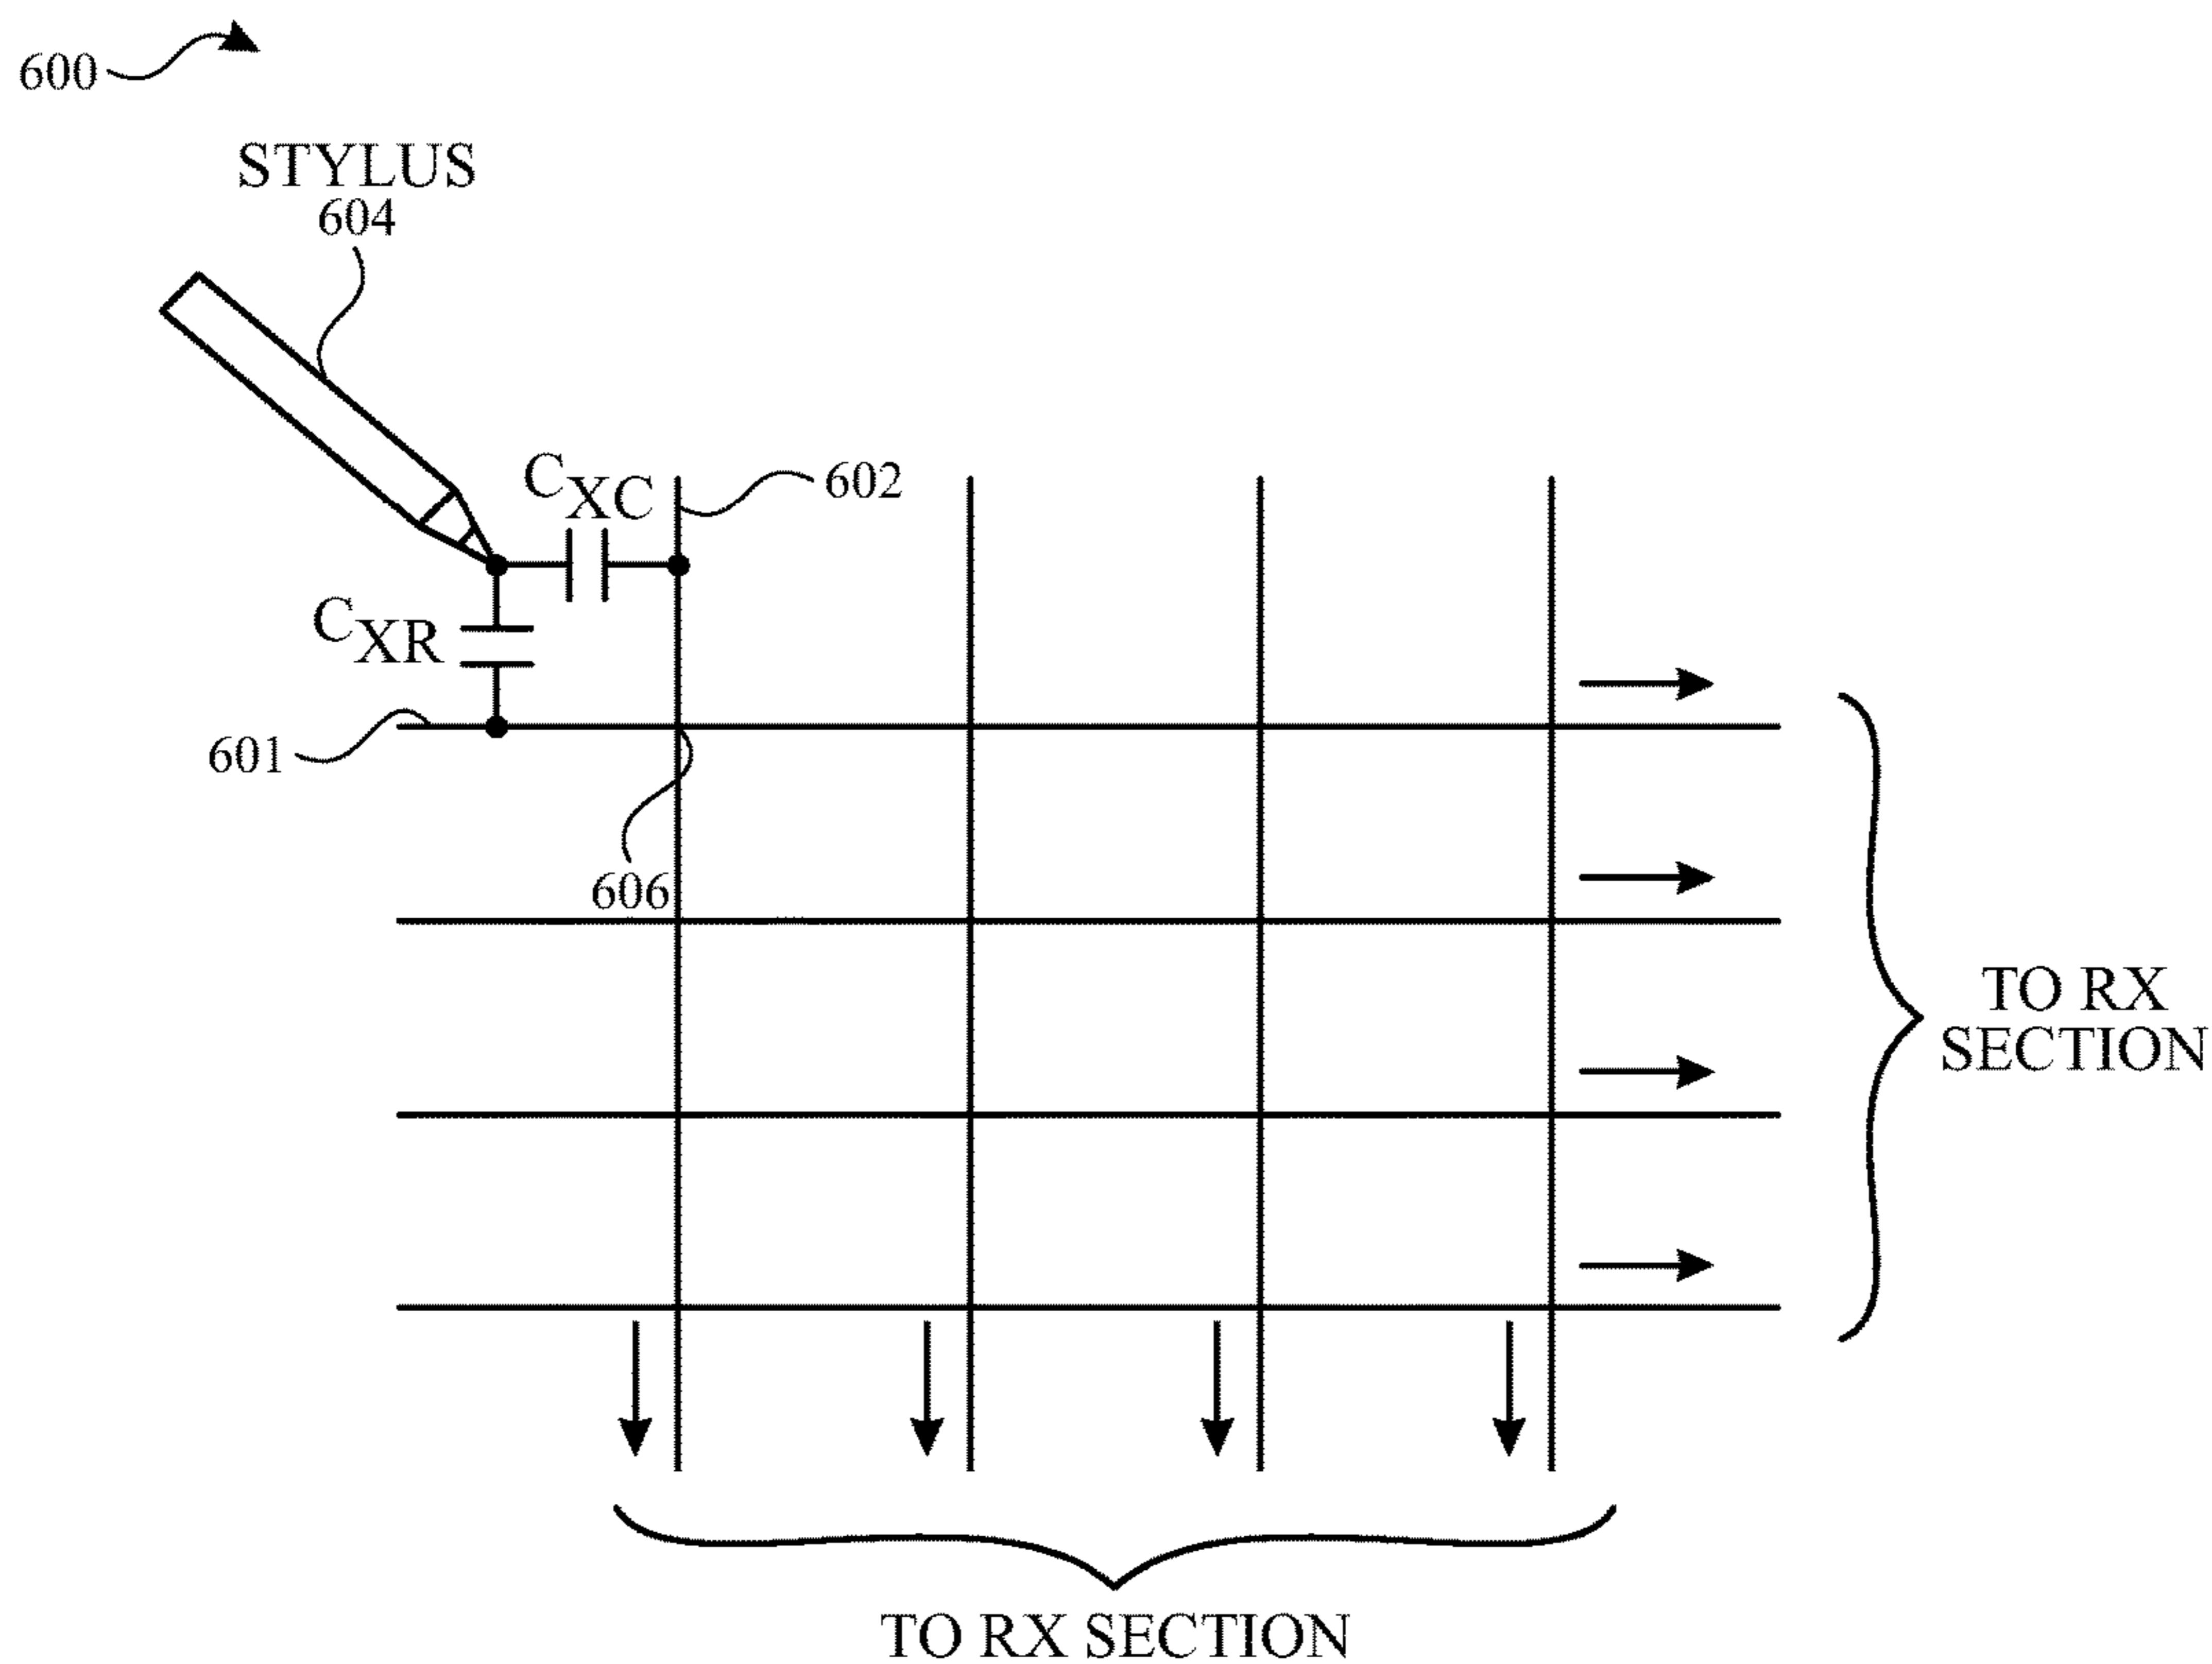 600
STYLUS
604
CXC
602
CXR
601
606
TO RX
SECTION
TO RX SECTION